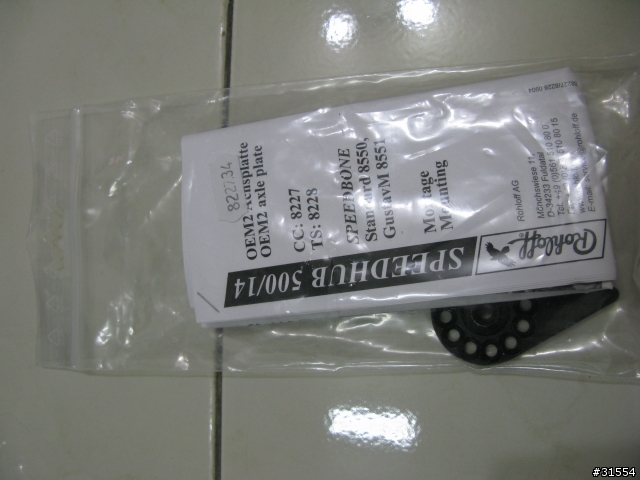 Rohloff®
SPEEDHUB 500/14
822734
OEM2 Achsplatte
OEM2 axle plate
CC: 8227
TS: 8228
SPEEDBONE
Standard 8550,
GustavM 8551
Montage
Mounting
Rohloff AG
Mönchswiese 11
D-34233 Fuldatal
#31554